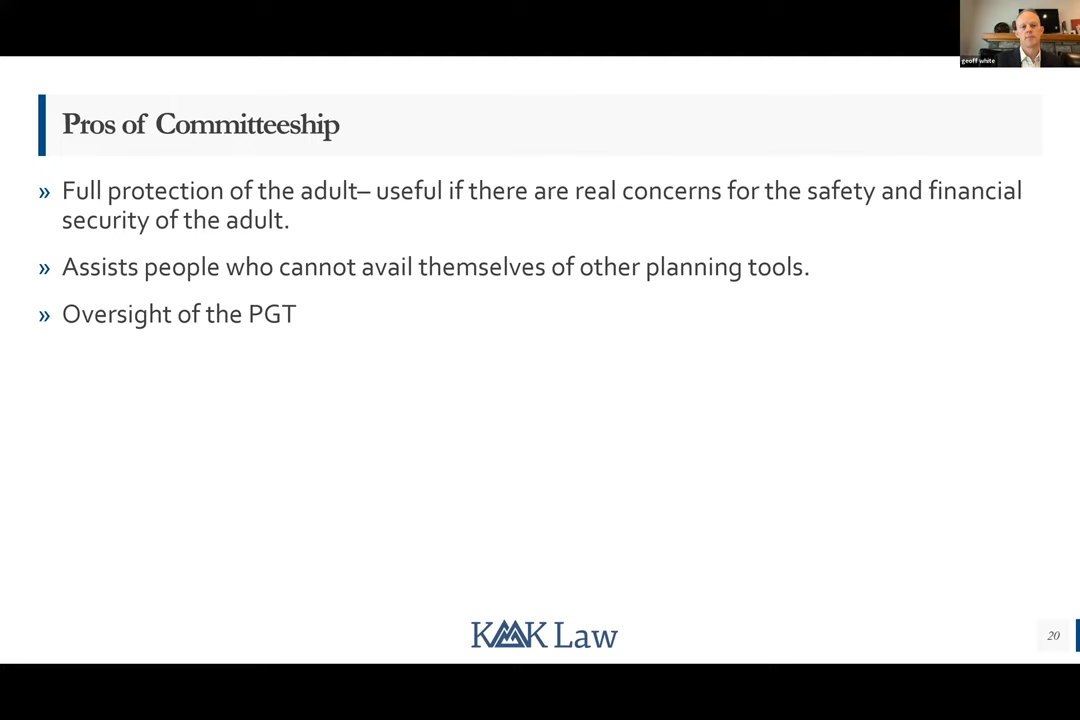 geoff white
Pros of Committeeship
» Full protection of the adult– useful if there are real concerns for the safety and financial
security of the adult.
» Assists people who cannot avail themselves of other planning tools.
» Oversight of the PGT
KMK Law
20